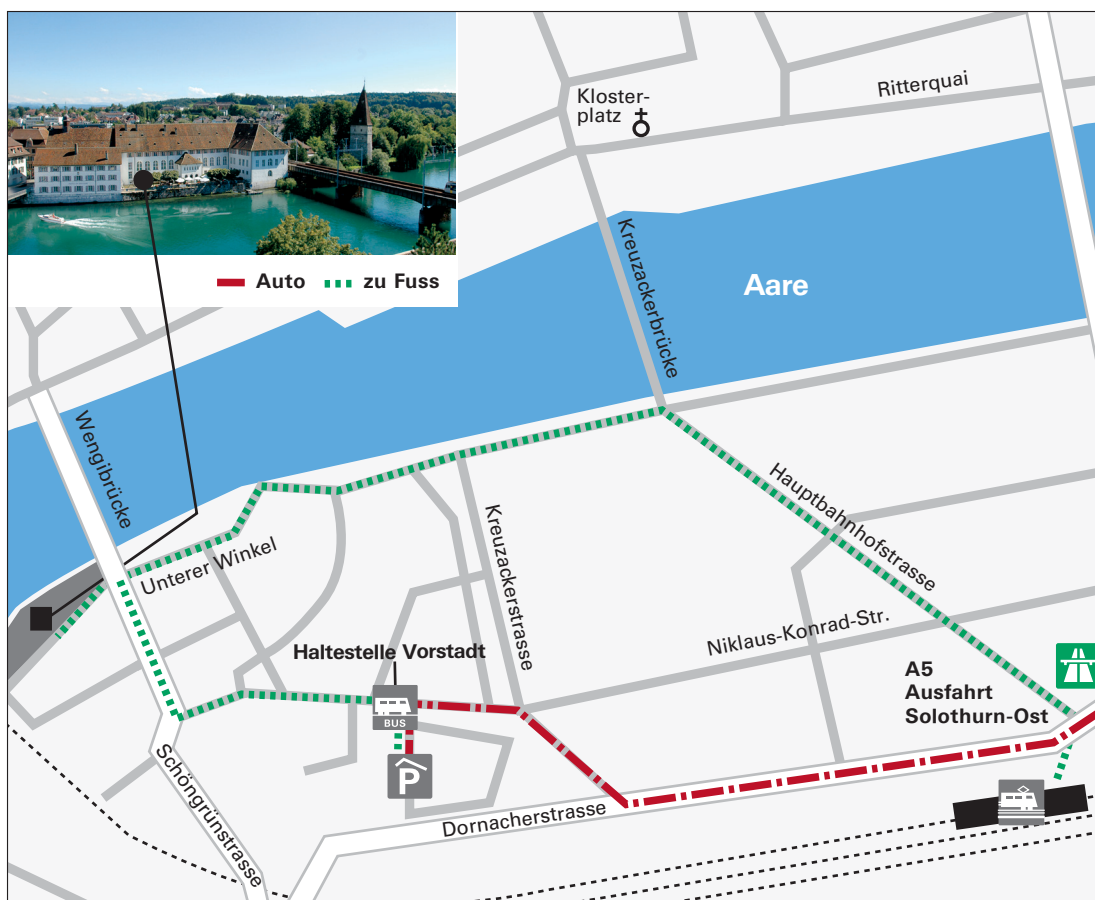 Auto
zu Fuss
Kloster-
platz
Ritterquai
Kreuzackerbrücke
Aare
Wengibrücke
Unterer Winkel
Kreuzackerstrasse
Hauptbahnhofstrasse
Niklaus-Konrad-Str.
Haltestelle Vorstadt
BUS
P
A5
Ausfahrt
Solothurn-Ost
Schöngrünstrasse
Dornacherstrasse